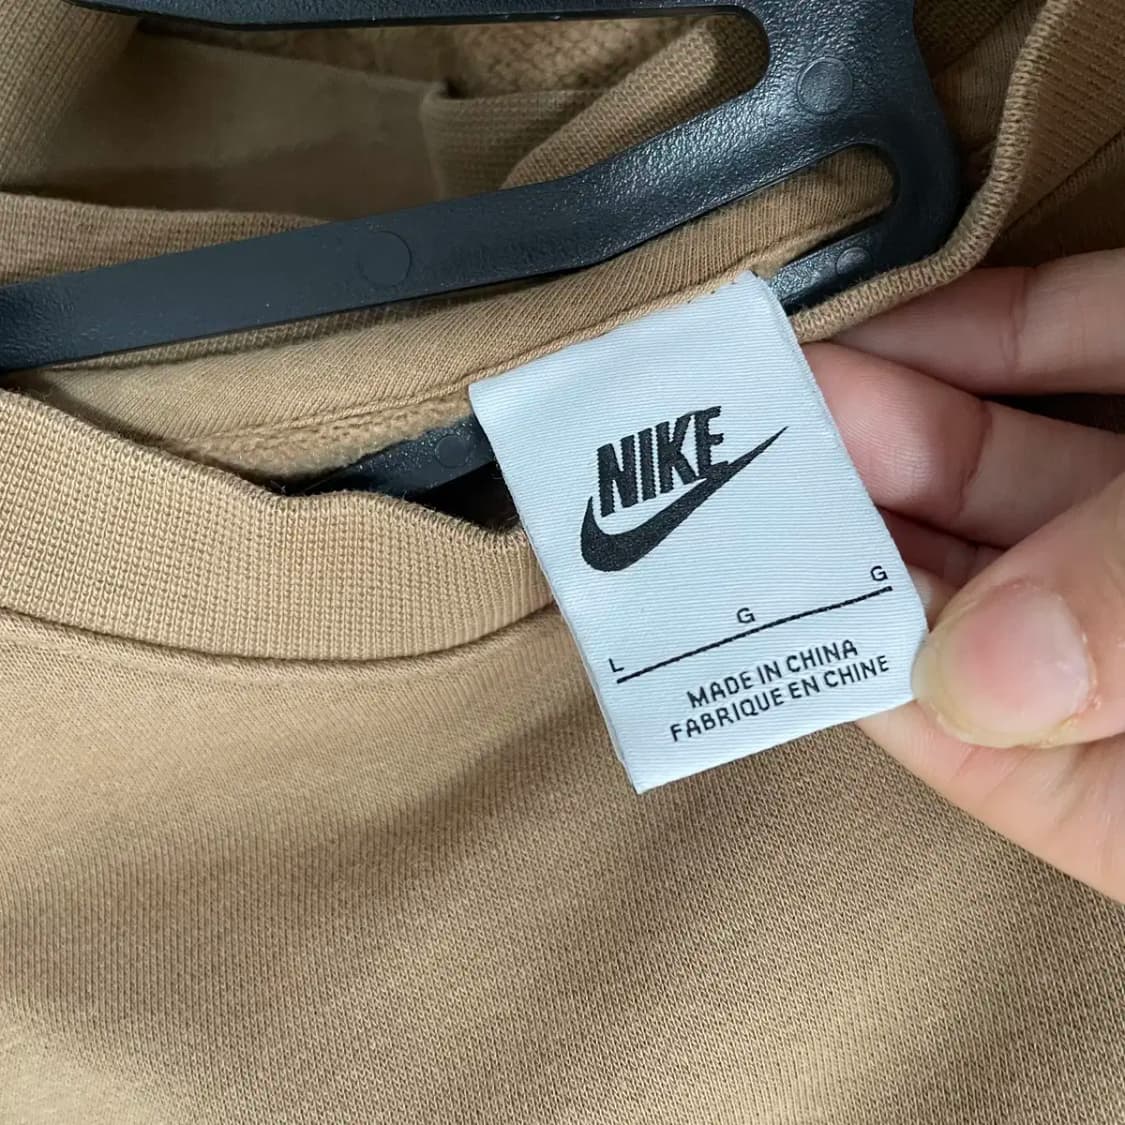 NIKE
L G G
MADE IN CHINA
FABRIQUE EN CHINE